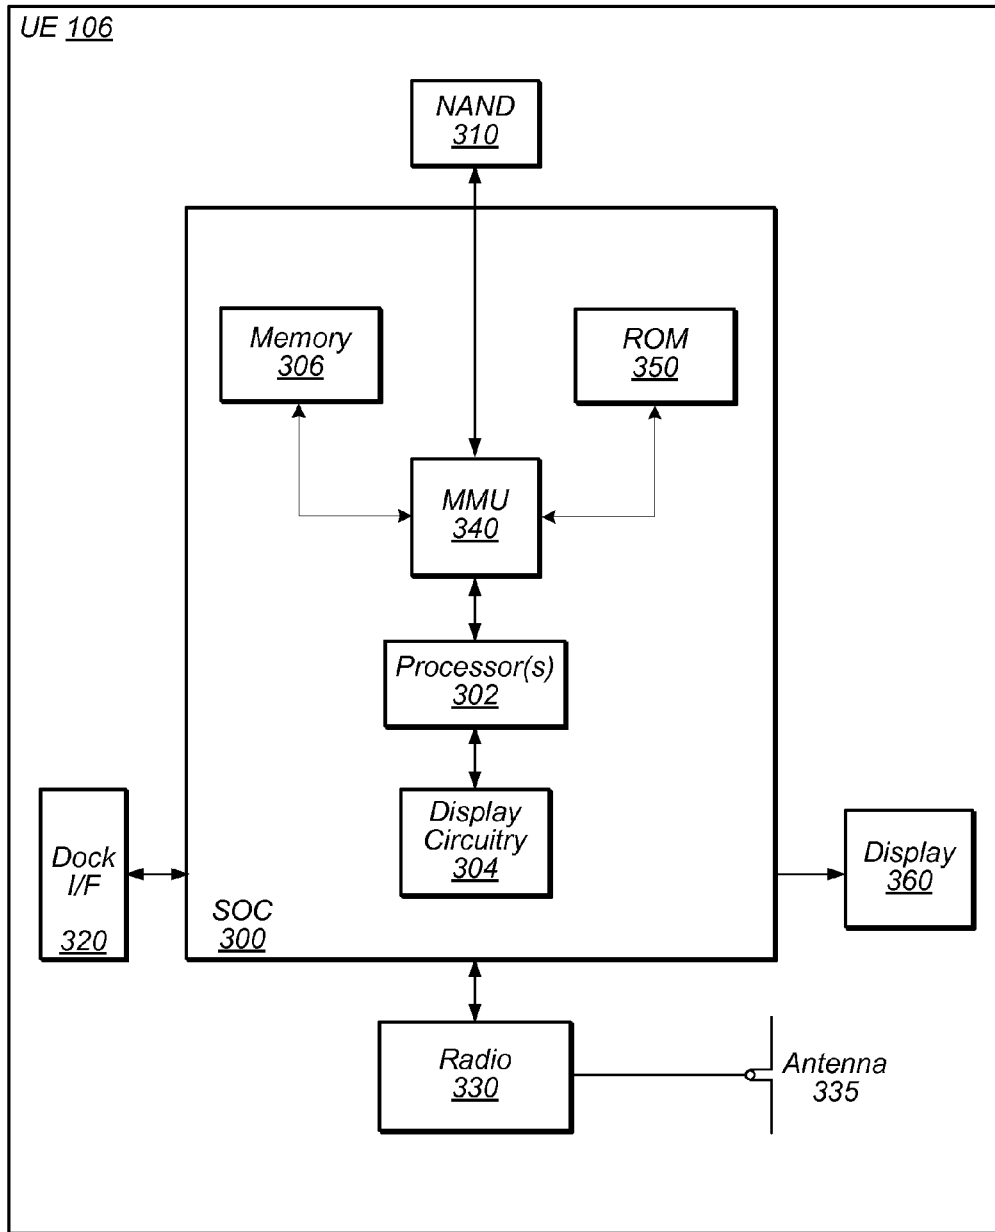 UE 106
NAND
310
Memory
306
ROM
350
MMU
340
Processor(s)
302
Display
Circuitry
304
Dock
I/F
320
SOC
300
Display
360
Radio
330
Antenna
335